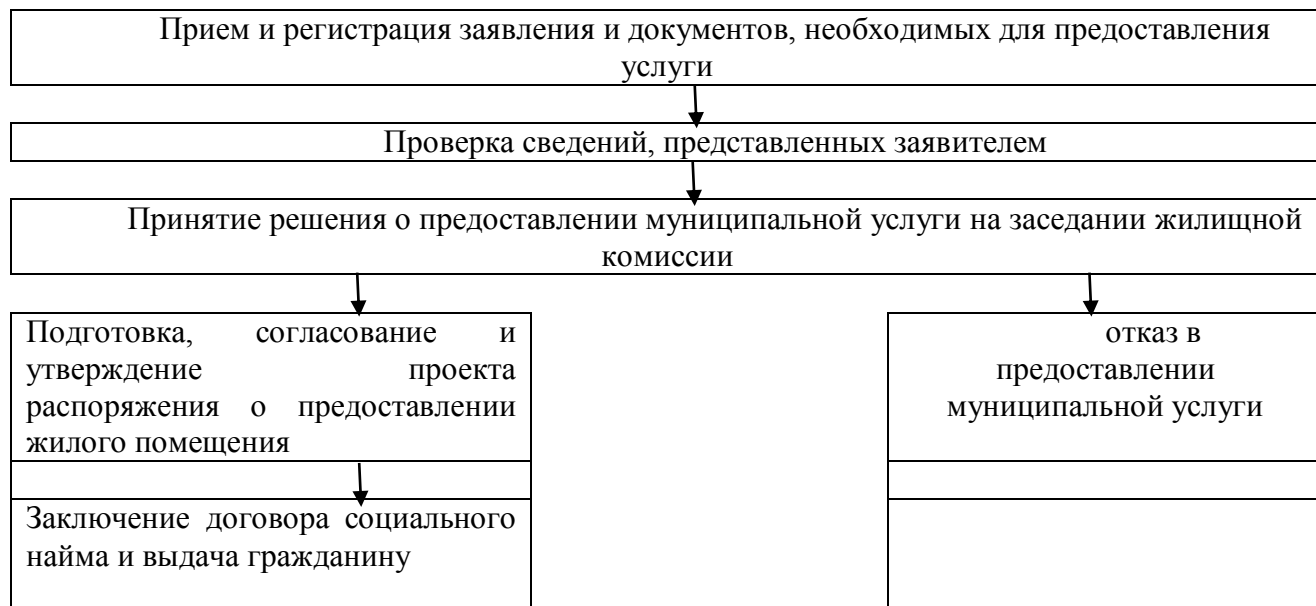 Прием и регистрация заявления и документов, необходимых для предоставления
услуги
Проверка сведений, представленных заявителем
Принятие решения о предоставлении муниципальной услуги на заседании жилищной
комиссии
Подготовка, согласование и
утверждение проекта
распоряжения о предоставлении
жилого помещения
отказ в
предоставлении
муниципальной услуги
Заключение договора социального
найма и выдача гражданину